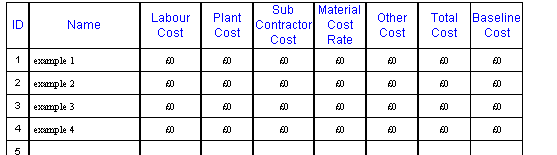 ID Name Labour Cost Plant Cost Sub Contractor Cost Material Cost Rate Other Cost Total Cost Baseline Cost
1 example 1 £0 £0 £0 £0 £0 £0 £0
2 example 2 £0 £0 £0 £0 £0 £0 £0
3 example 3 £0 £0 £0 £0 £0 £0 £0
4 example 4 £0 £0 £0 £0 £0 £0 £0
5